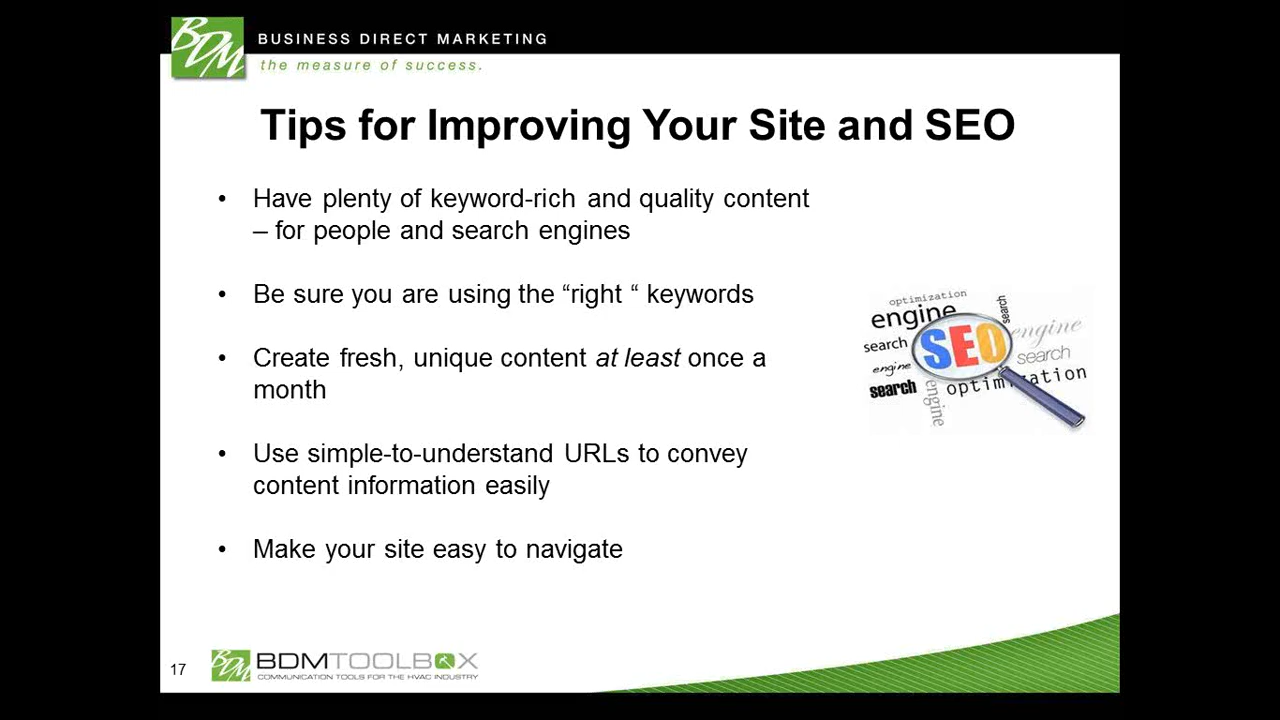 BDM
BUSINESS DIRECT MARKETING
the measure of success.
Tips for Improving Your Site and SEO
• Have plenty of keyword-rich and quality content
– for people and search engines
• Be sure you are using the “right “ keywords
• Create fresh, unique content at least once a
month
• Use simple-to-understand URLs to convey
content information easily
• Make your site easy to navigate
optimization
engine
search
search
SEO
engine
search
engine
search
engine
optimization
17
BDM
BDMTOOLBOX
COMMUNICATION TOOLS FOR THE HVAC INDUSTRY